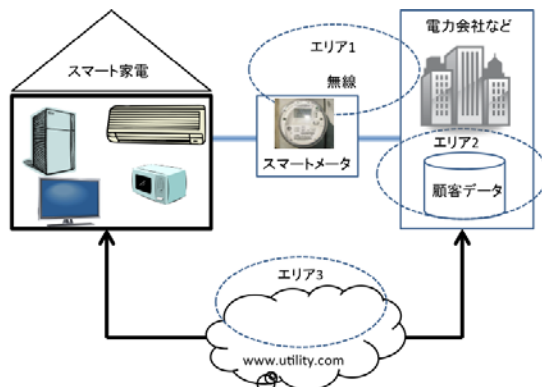 電力会社など
エリア1
スマート家電
無線
エリア2
スマートメータ
顧客データ
エリア3
www.utility.com